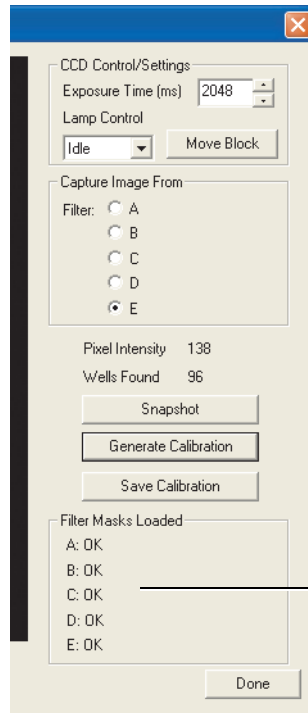 CCD Control/Settings
Exposure Time (ms) 2048
Lamp Control
Idle Move Block
Capture Image From
Filter: A
B
C
D
E
Pixel Intensity 138
Wells Found 96
Snapshot
Generate Calibration
Save Calibration
Filter Masks Loaded
A: OK
B: OK
C: OK
D: OK
E: OK
Done